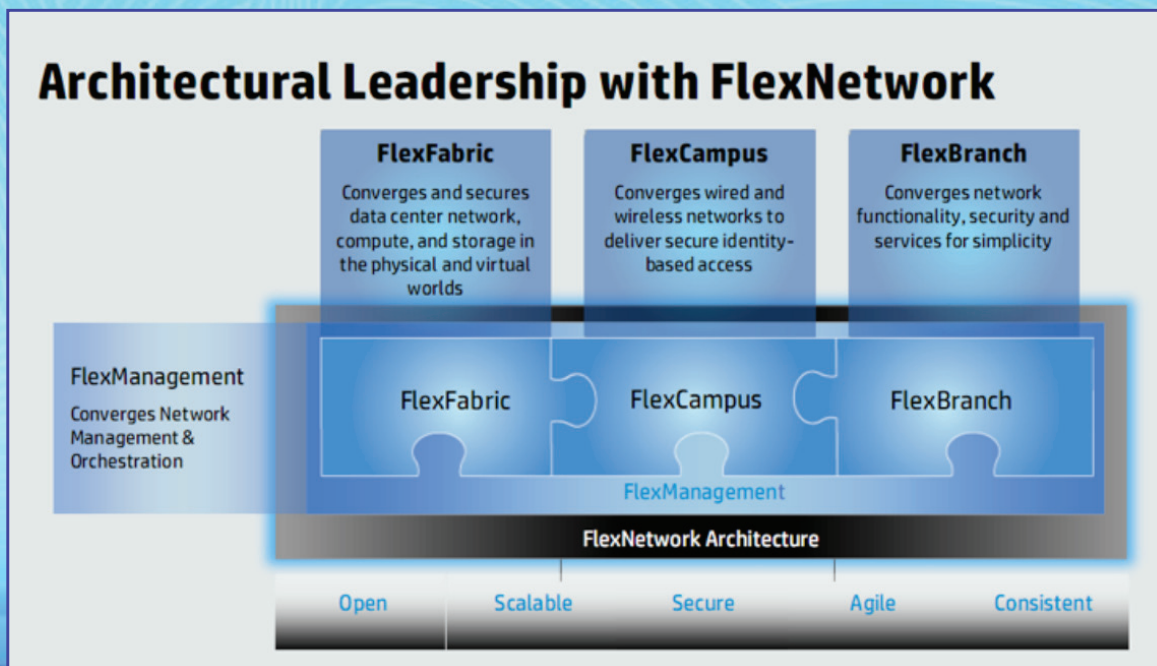 Architectural Leadership with FlexNetwork
FlexFabric
Converges and secures
data center network,
compute, and storage in
the physical and virtual
worlds
FlexCampus
Converges wired and
wireless networks to
deliver secure identity-
based access
FlexBranch
Converges network
functionality, security and
services for simplicity
FlexManagement
Converges Network
Management &
Orchestration
FlexFabric
FlexCampus
FlexBranch
FlexManagement
FlexNetwork Architecture
Open
Scalable
Secure
Agile
Consistent